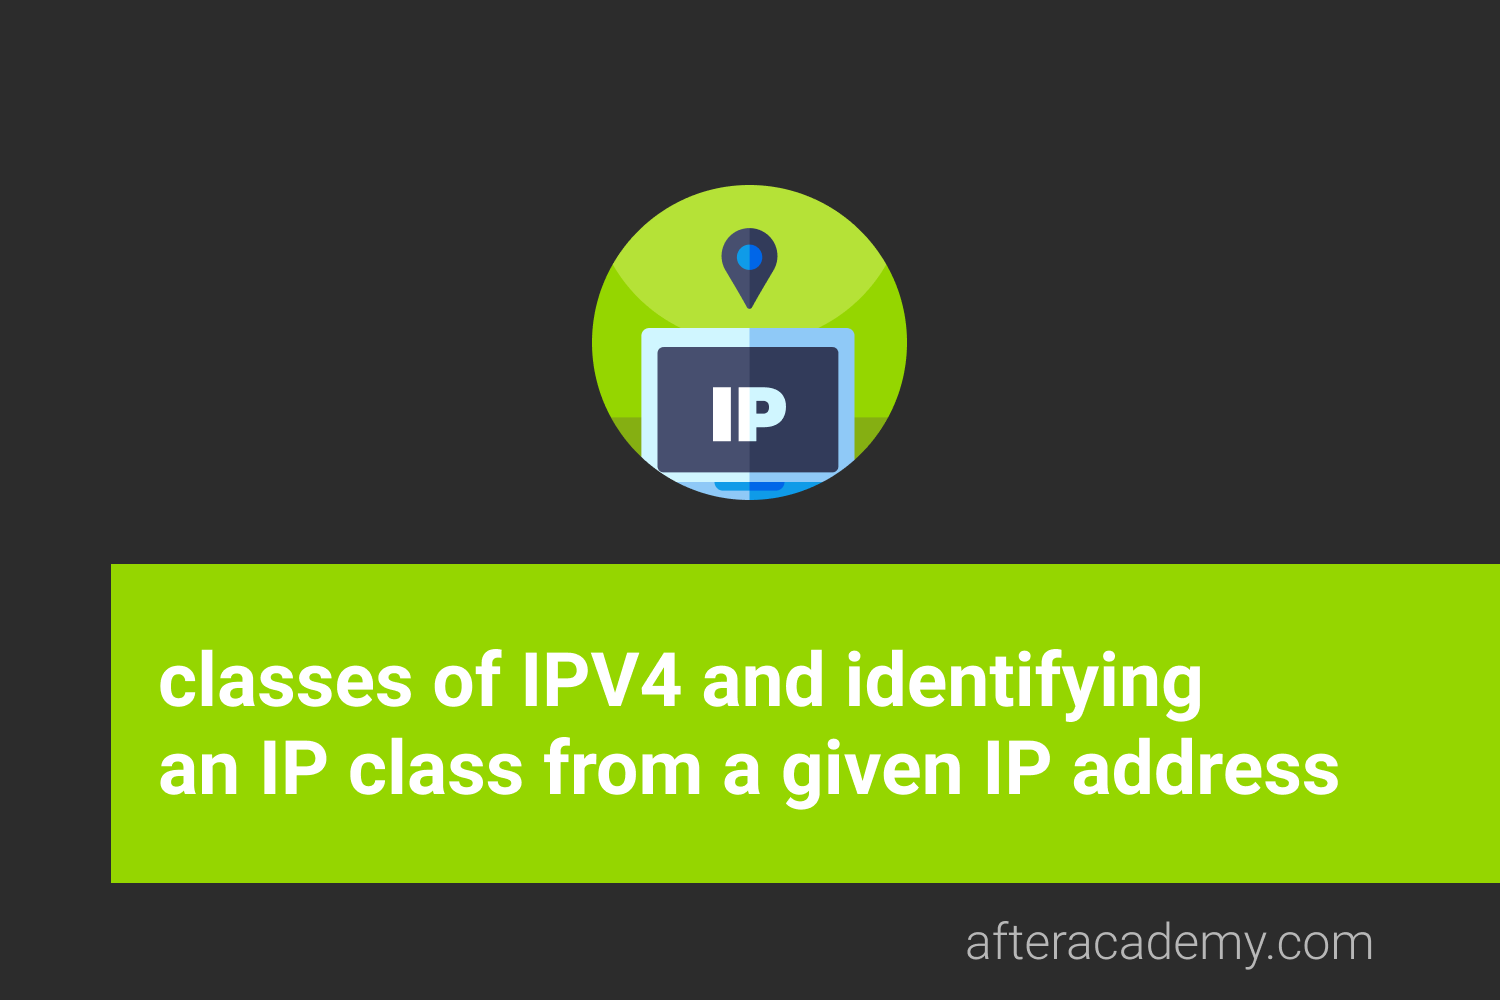 IP
classes of IPV4 and identifying
an IP class from a given IP address
afteracademy.com